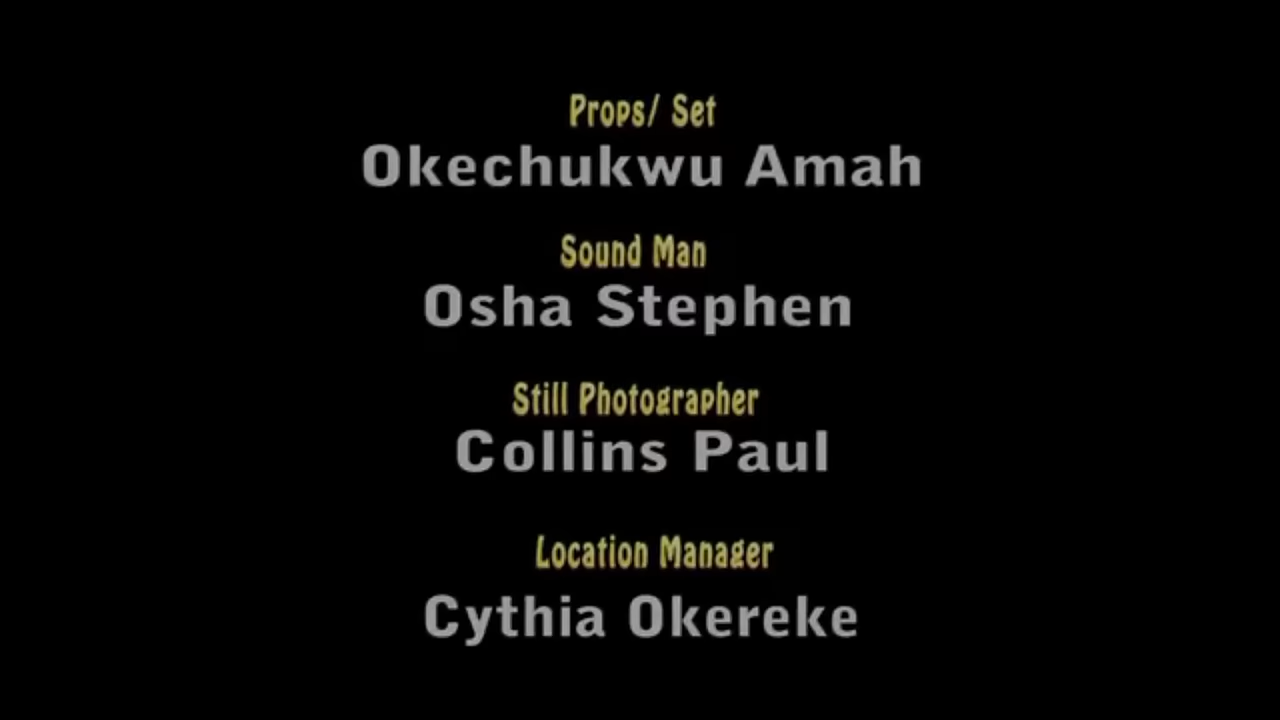 Props/ Set
Okechukwu Amah
Sound Man
Osha Stephen
Still Photographer
Collins Paul
Location Manager
Cythia Okereke